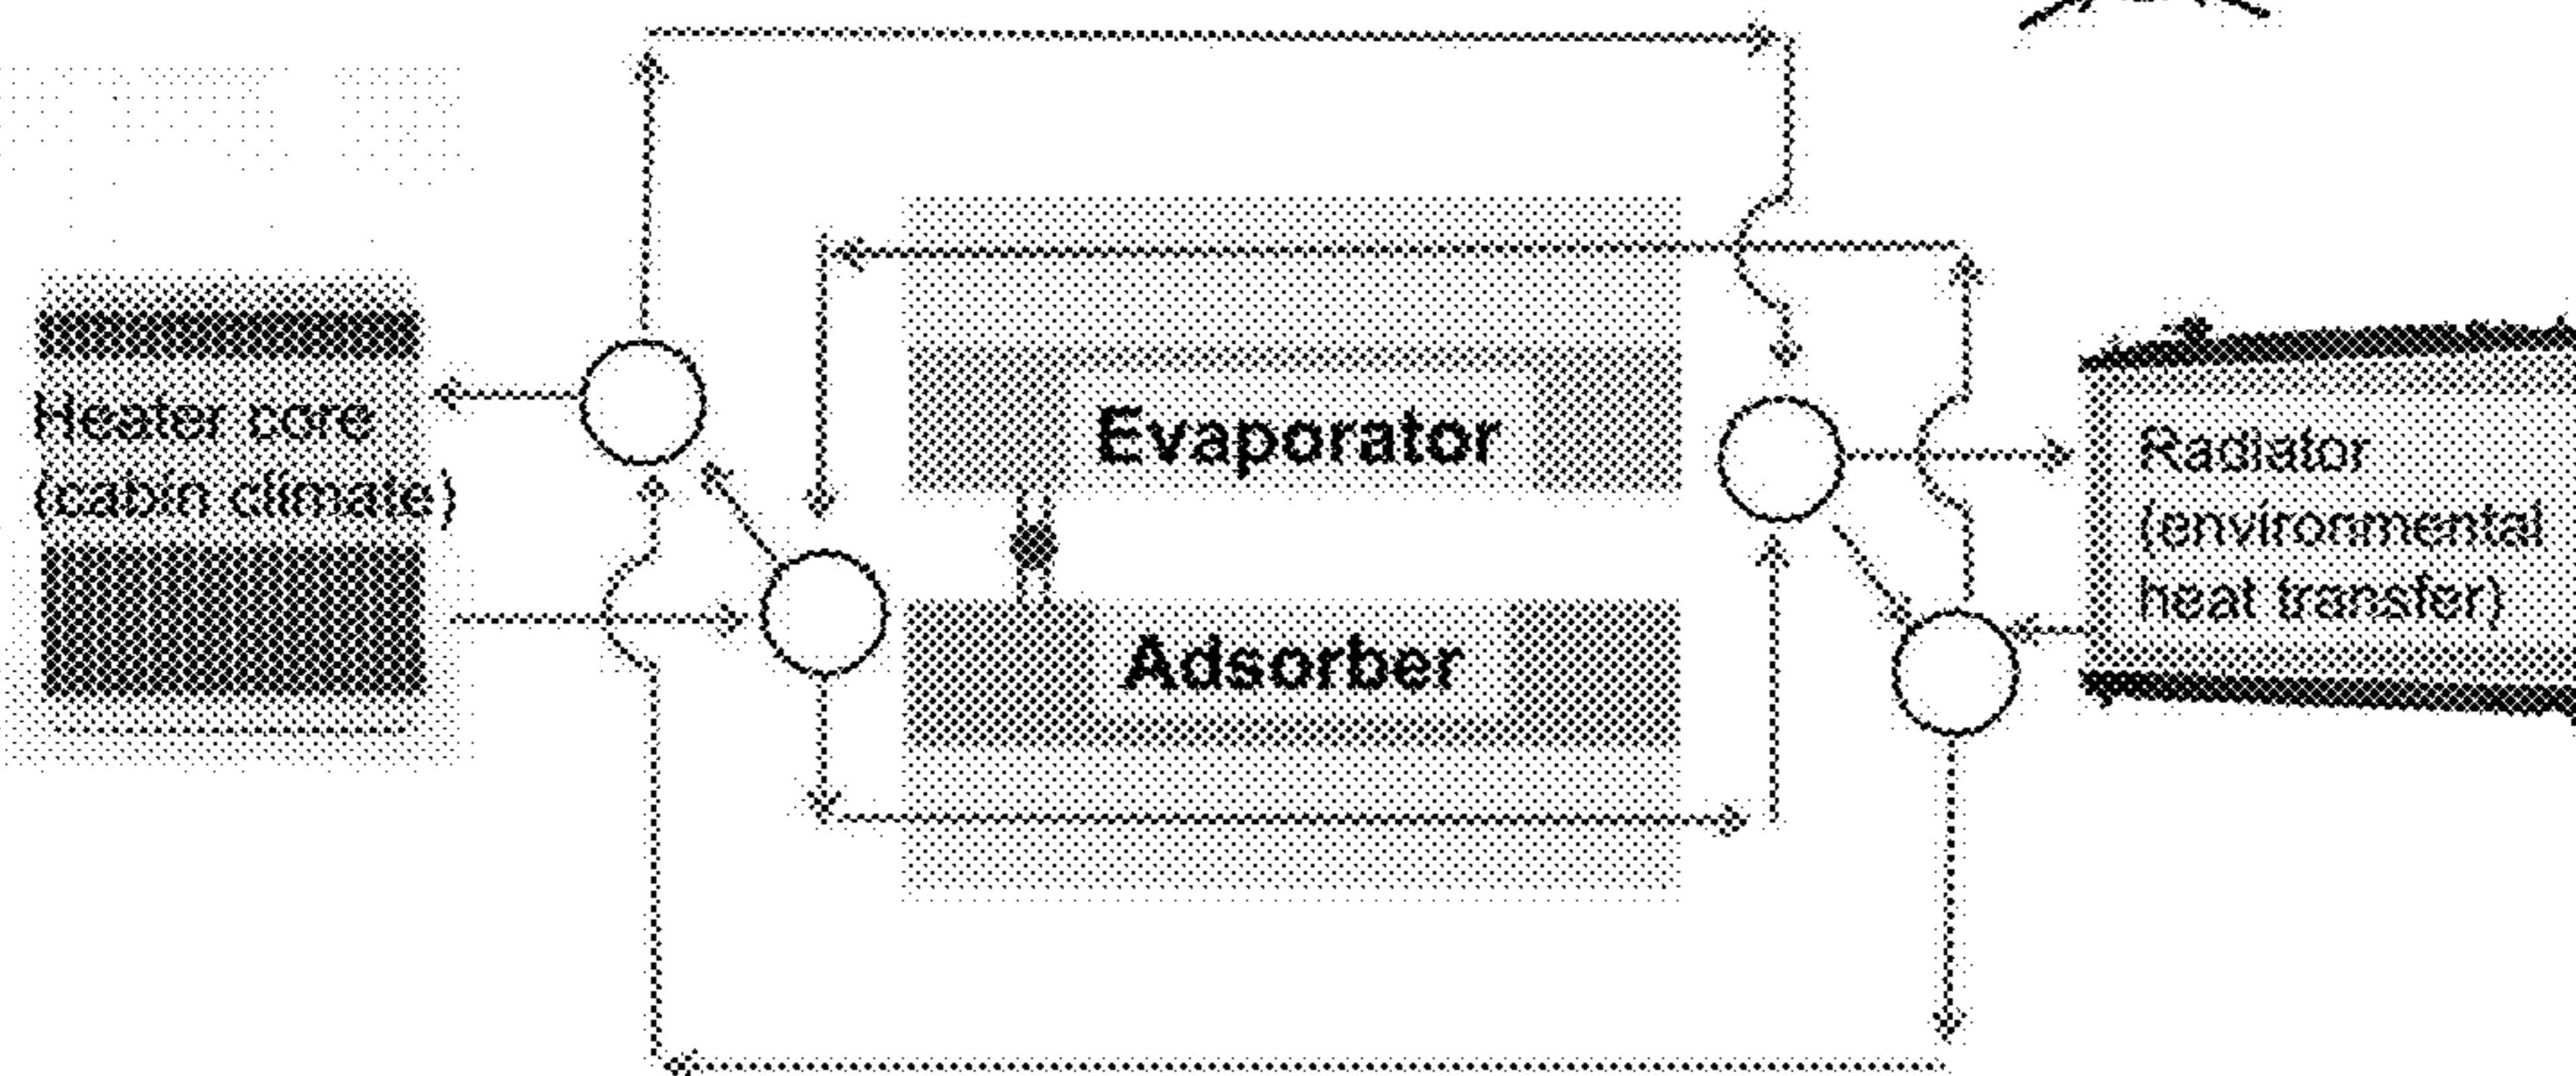 Heater core
(cabin climate)
Evaporator
Adsorber
Radiator
(environmental
heat transfer)